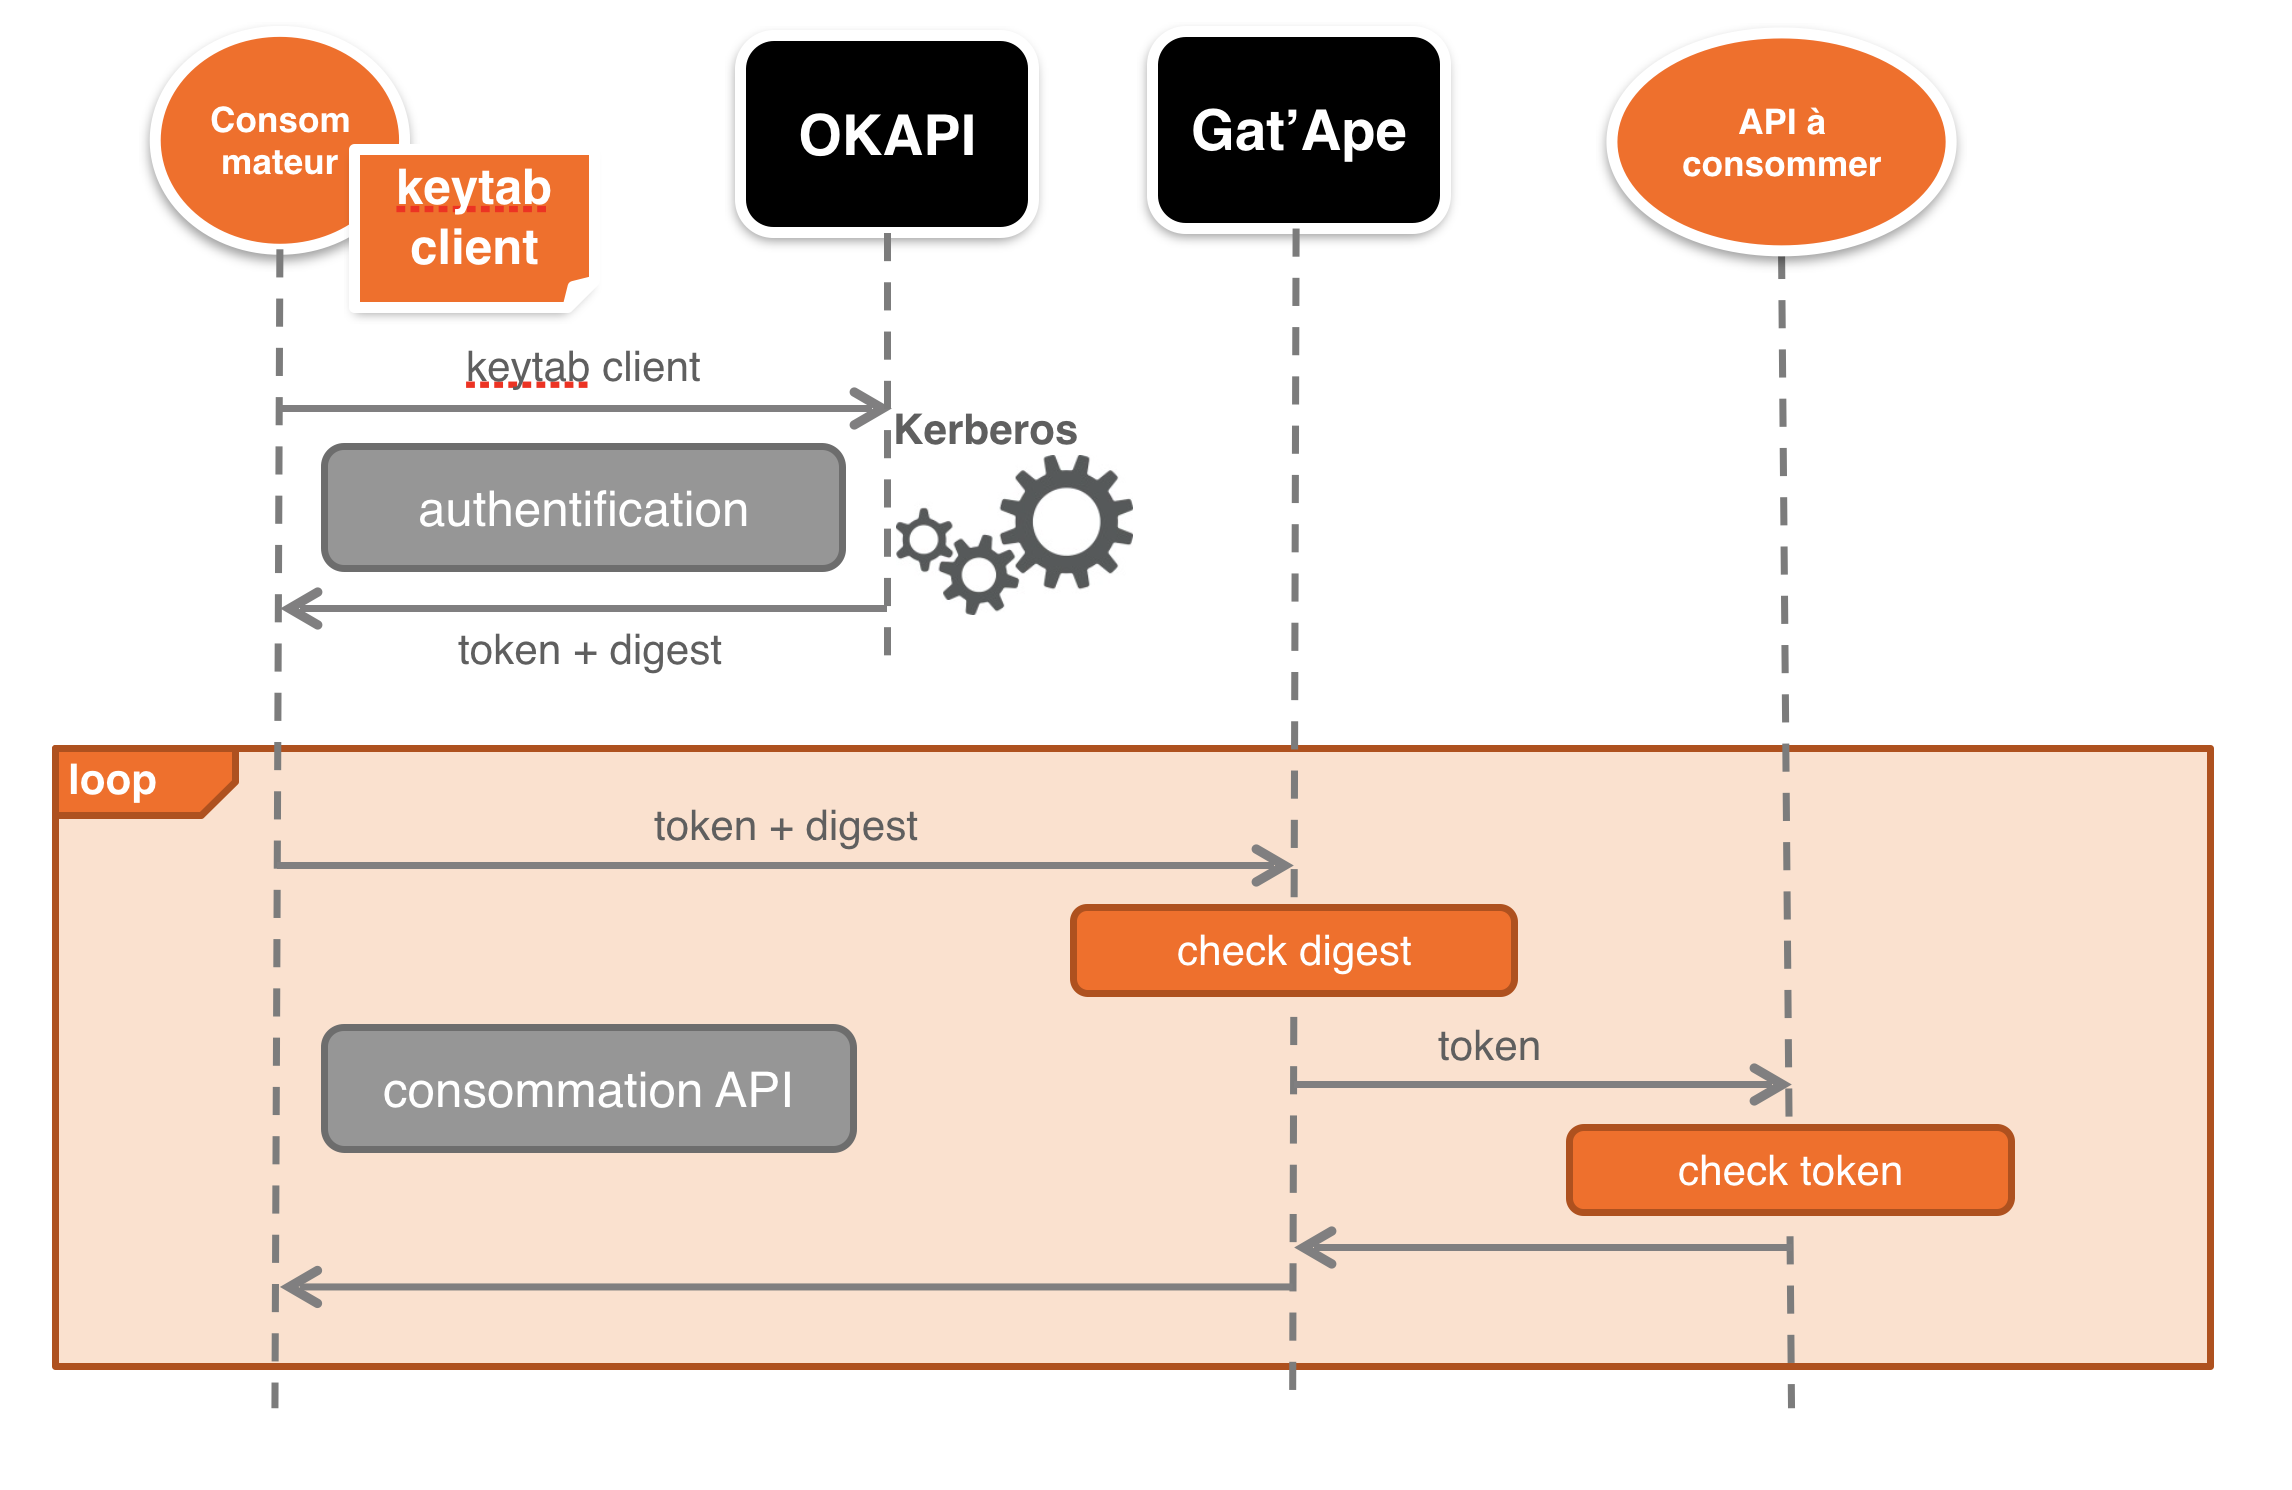 Consom
mateur
keytab
client
OKAPI
Gat’Ape
API à
consommer
keytab client
Kerberos
authentification
token + digest
loop
token + digest
check digest
token
consommation API
check token